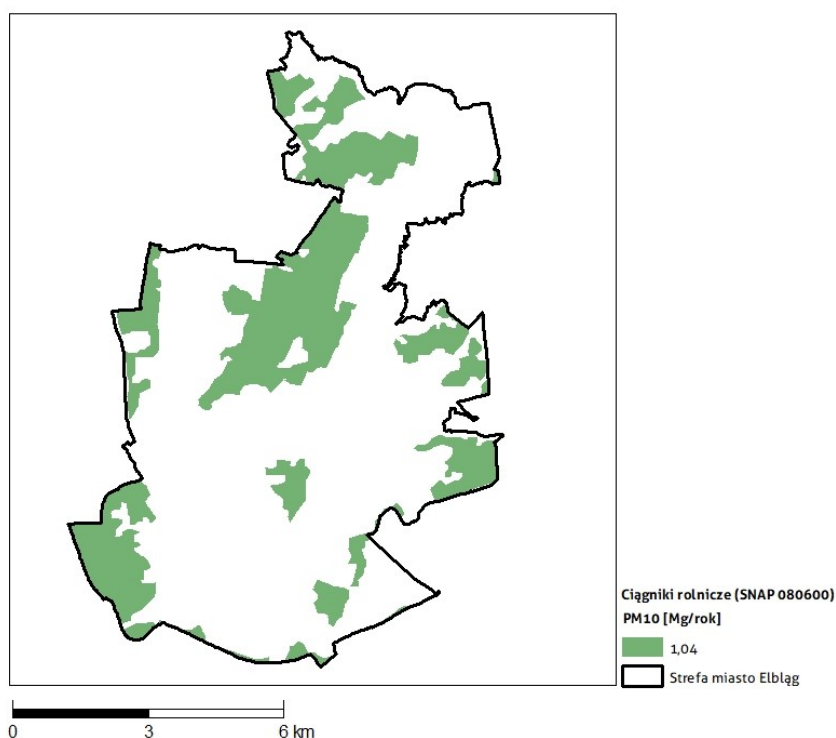 Ciągniki rolnicze (SNAP 080600)
PM10 [Mg/rok]
1,04
Strefa miasto Elbląg
0 3 6 km